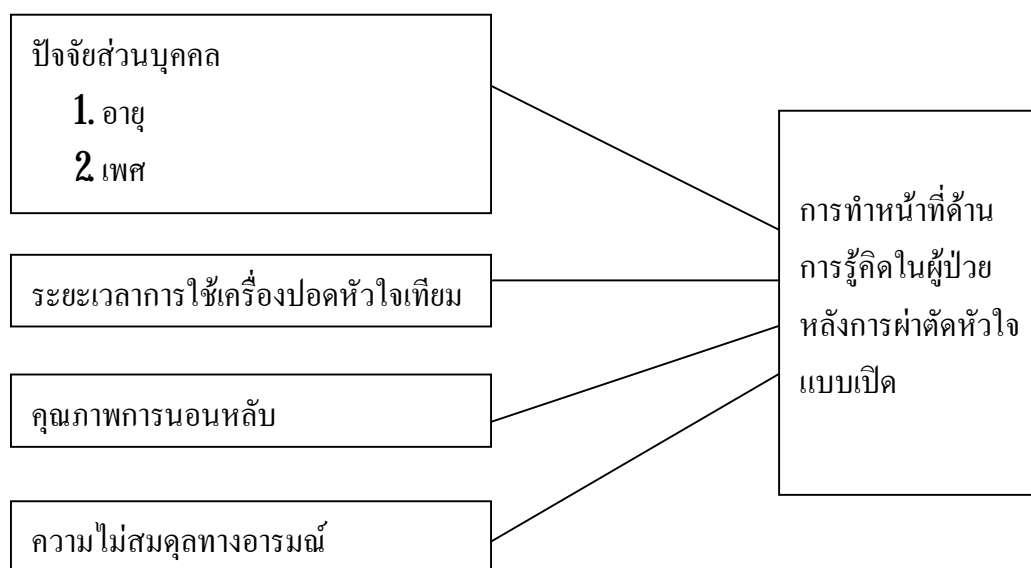 ปัจจัยส่วนบุคคล
1. อายุ
2. เพศ
ระยะเวลาการใช้เครื่องปอดหัวใจเทียม
คุณภาพการนอนหลับ
ความไม่สมดุลทางอารมณ์
การทำหน้าที่ด้าน
การรู้คิดในผู้ป่วย
หลังการผ่าตัดหัวใจ
แบบเปิด